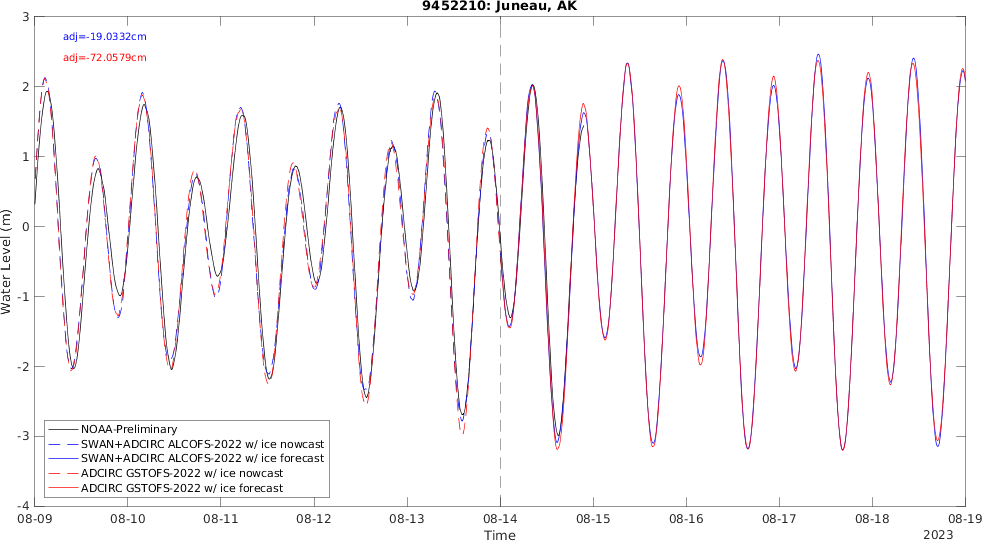 9452210: Juneau, AK
adj=-19.0332cm
adj=-72.0579cm
3
2
1
0
-1
-2
-3
-4
Water Level (m)
NOAA-Preliminary
SWAN+ADCIRC ALCOFS-2022 w/ ice nowcast
SWAN+ADCIRC ALCOFS-2022 w/ ice forecast
ADCIRC GSTOFS-2022 w/ ice nowcast
ADCIRC GSTOFS-2022 w/ ice forecast
08-09 08-10 08-11 08-12 08-13 08-14 08-15 08-16 08-17 08-18 08-19
Time
2023